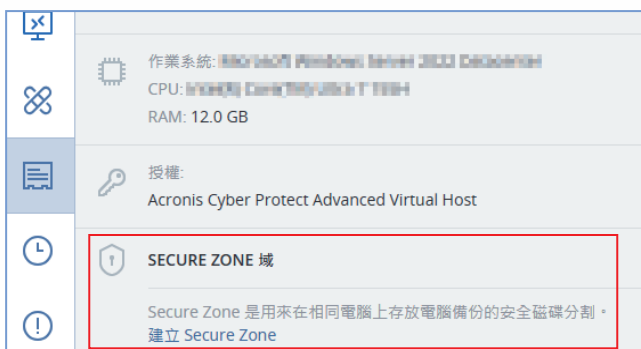 作業系統:
CPU:
RAM: 12.0 GB
授權:
Acronis Cyber Protect Advanced Virtual Host
SECURE ZONE 域
Secure Zone 是用來在相同電腦上存放電腦備份的安全磁碟分割。
建立 Secure Zone